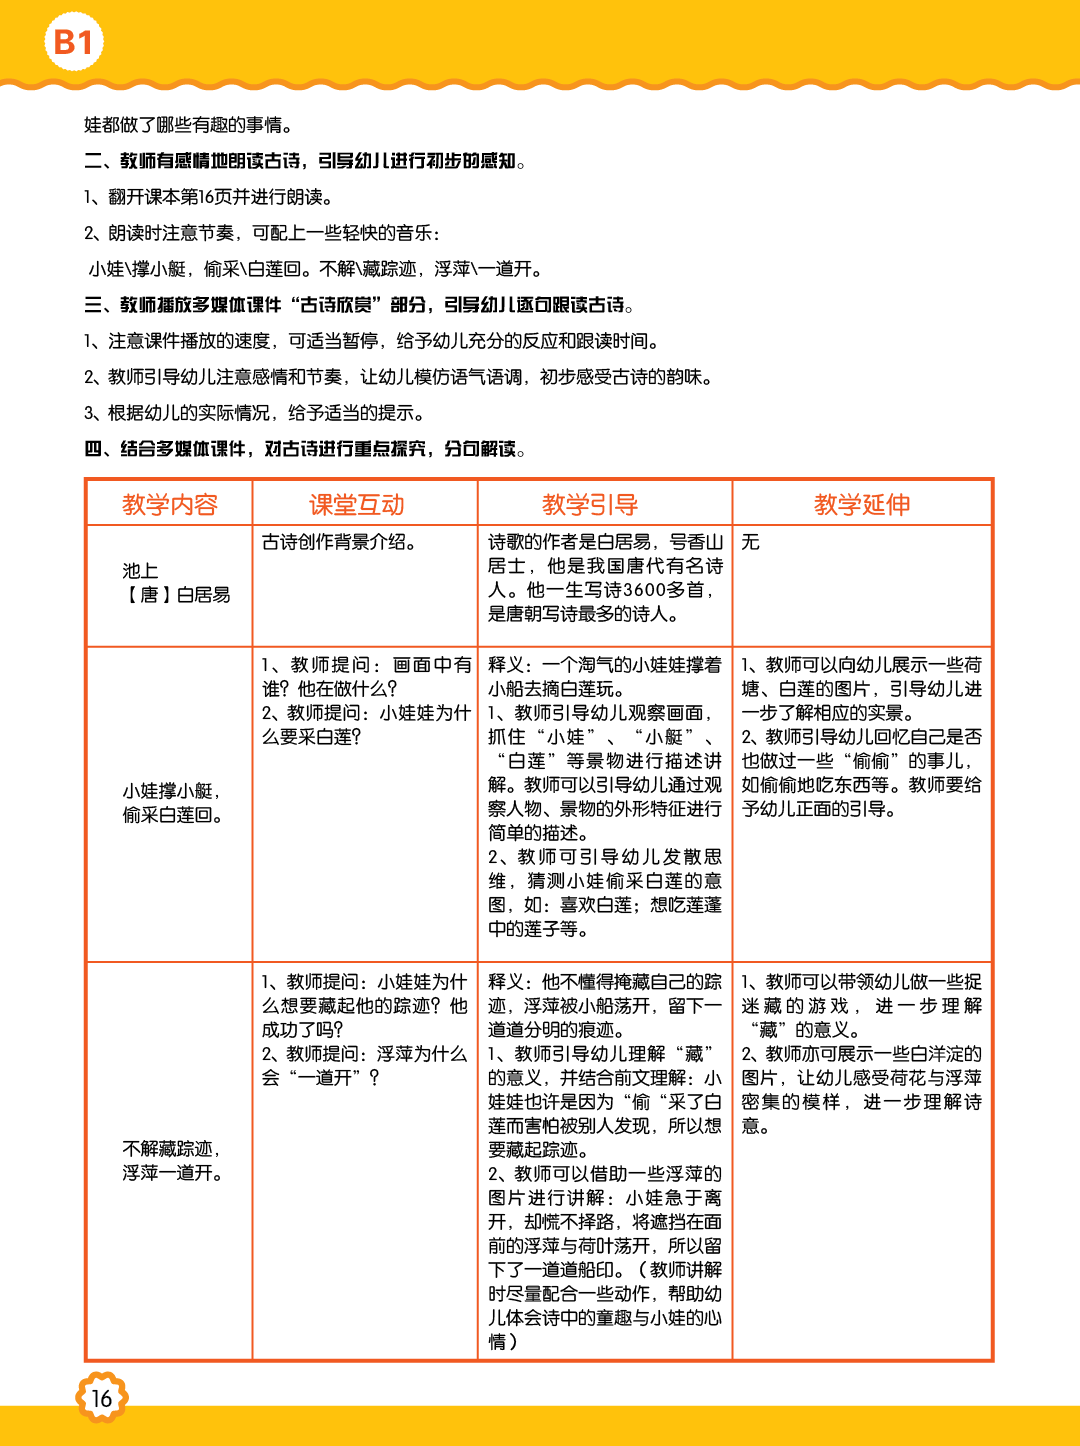 B1
娃都做了哪些有趣的事情。
二、教师有感情地朗读古诗，引导幼儿进行初步的感知。
1、翻开课本第16页并进行朗读。
2、朗读时注意节奏，可配上一些轻快的音乐：
小娃\撑小艇，偷采\白莲回。不解\藏踪迹，浮萍\一道开。
三、教师播放多媒体课件“古诗欣赏”部分，引导幼儿逐句跟读古诗。
1、注意课件播放的速度，可适当暂停，给予幼儿充分的反应和跟读时间。
2、教师引导幼儿注意感情和节奏，让幼儿模仿语气语调，初步感受古诗的韵味。
3、根据幼儿的实际情况，给予适当的提示。
四、结合多媒体课件，对古诗进行重点探究，分句解读。
教学内容 课堂互动 教学引导 教学延伸
池上
【唐】白居易
古诗创作背景介绍。
诗歌的作者是白居易，号香山
居士，他是我国唐代有名诗
人。他一生写诗3600多首，
是唐朝写诗最多的诗人。
无
小娃撑小艇，
偷采白莲回。
1、教师提问：画面中有
谁？他在做什么？
2、教师提问：小娃娃为什
么要采白莲？
释义：一个淘气的小娃娃撑着
小船去摘白莲玩。
1、教师引导幼儿观察画面，
抓住“小娃”、“小艇”、
“白莲”等景物进行描述讲
解。教师可以引导幼儿通过观
察人物、景物的外形特征进行
简单的描述。
2、教师可引导幼儿发散思
维，猜测小娃偷采白莲的意
图，如：喜欢白莲；想吃莲蓬
中的莲子等。
1、教师可以向幼儿展示一些荷
塘、白莲的图片，引导幼儿进
一步了解相应的实景。
2、教师引导幼儿回忆自己是否
也做过一些“偷偷”的事儿，
如偷偷地吃东西等。教师要给
予幼儿正面的引导。
不解藏踪迹，
浮萍一道开。
1、教师提问：小娃娃为什
么想要藏起他的踪迹？他
成功了吗？
2、教师提问：浮萍为什么
会“一道开”？
释义：他不懂得掩藏自己的踪
迹，浮萍被小船荡开，留下一
道道分明的痕迹。
1、教师引导幼儿理解“藏”
的意义，并结合前文理解：小
娃娃也许是因为“偷“采了白
莲而害怕被别人发现，所以想
要藏起踪迹。
2、教师可以借助一些浮萍的
图片进行讲解：小娃急于离
开，却慌不择路，将遮挡在面
前的浮萍与荷叶荡开，所以留
下了一道道船印。（教师讲解
时尽量配合一些动作，帮助幼
儿体会诗中的童趣与小娃的心
情）
1、教师可以带领幼儿做一些捉
迷藏的游戏，进一步理解
“藏”的意义。
2、教师亦可展示一些白洋淀的
图片，让幼儿感受荷花与浮萍
密集的模样，进一步理解诗
意。
16